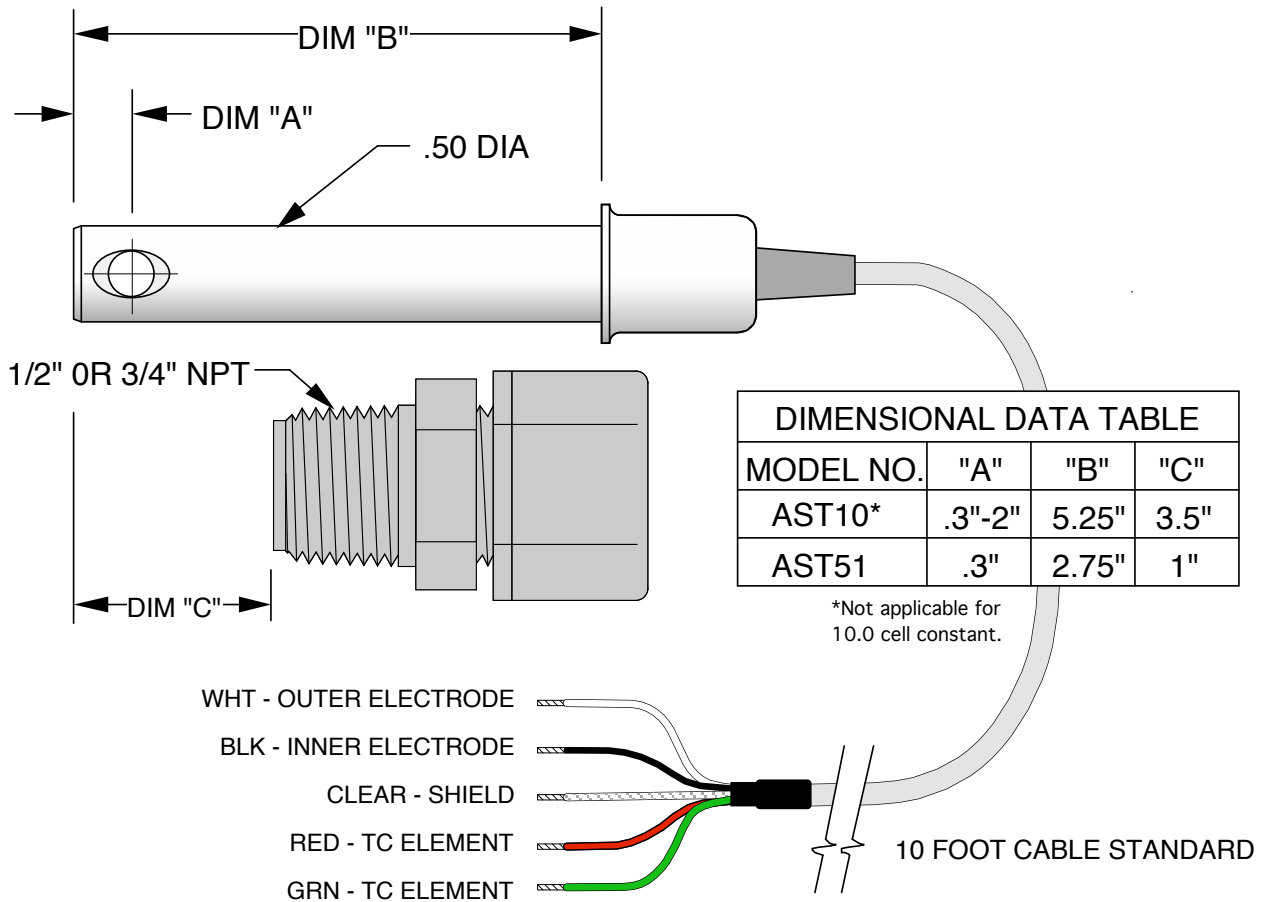 DIM "B"
DIM "A"
.50 DIA
1/2" 0R 3/4" NPT
DIM "C"
DIMENSIONAL DATA TABLE
MODEL NO. "A" "B" "C"
AST10* .3"-2" 5.25" 3.5"
AST51 .3" 2.75" 1"
*Not applicable for
10.0 cell constant.
WHT - OUTER ELECTRODE
BLK - INNER ELECTRODE
CLEAR - SHIELD
RED - TC ELEMENT
GRN - TC ELEMENT
10 FOOT CABLE STANDARD